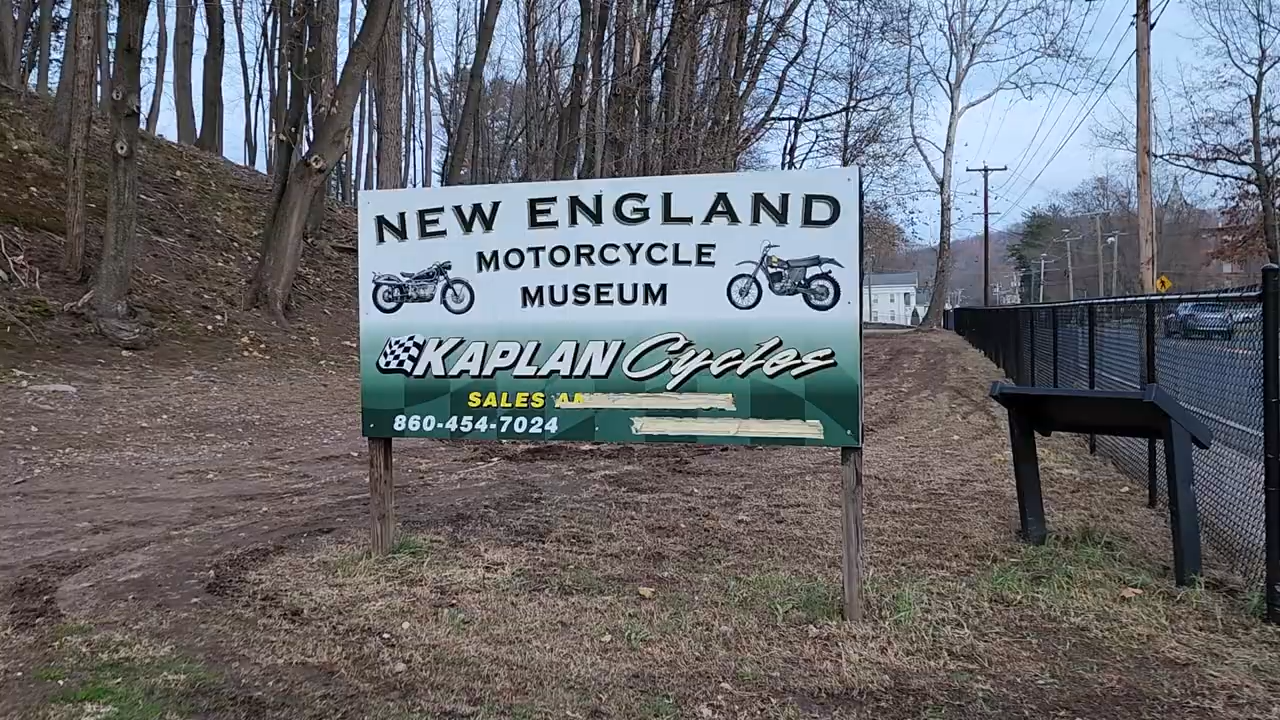 NEW ENGLAND
MOTORCYCLE
MUSEUM
KAPLAN Cycles
SALES
860-454-7024